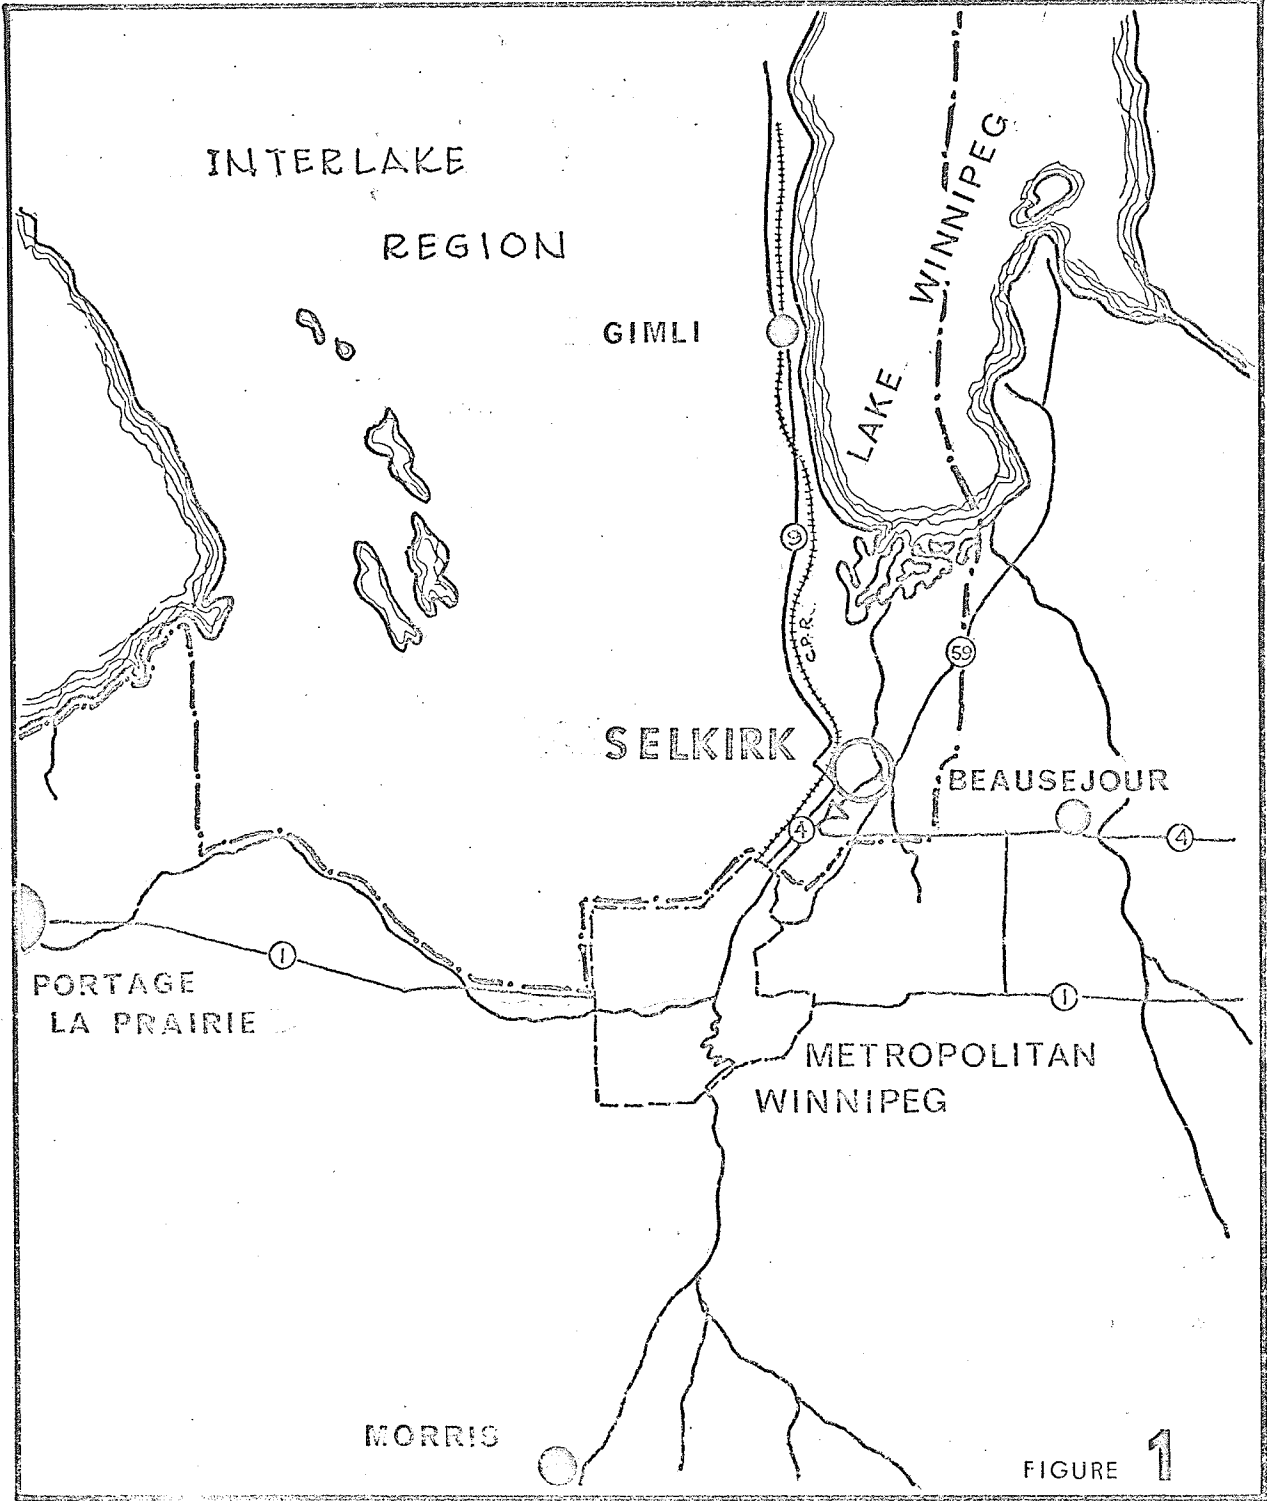 INTERLAKE
REGION
LAKE WINNIPEG
GIMLI
9
C.P.R.
59
SELKIRK
BEAUSEJOUR
4
4
1
PORTAGE
LA PRAIRIE
1
METROPOLITAN
WINNIPEG
MORRIS
FIGURE 1